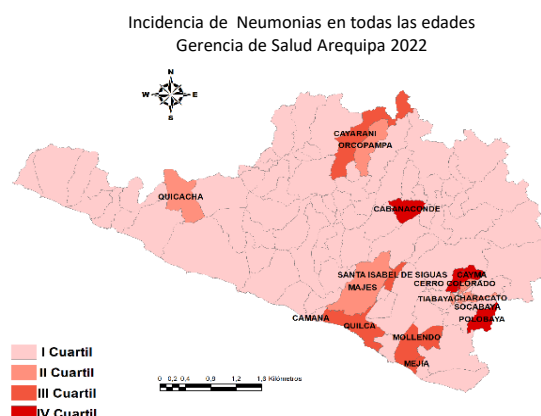 Incidencia de Neumonias en todas las edades
Gerencia de Salud Arequipa 2022
N
W E
S
CAYARANI
ORCOPAMPA
QUICACHA
CABANACONDE
SANTA ISABEL DE SIGUAS
CAYMA
CERRO COLORADO
MAJES
TIABAYA
CHARACATO
SOCABAYA
CAMANA
POLOBAYA
QUILCA
MOLLENDO
MEJIA
I Cuartil
II Cuartil
III Cuartil
IV Cuartil
0 0,2 0,4 0,8 1,2 1,6 Kilómetros